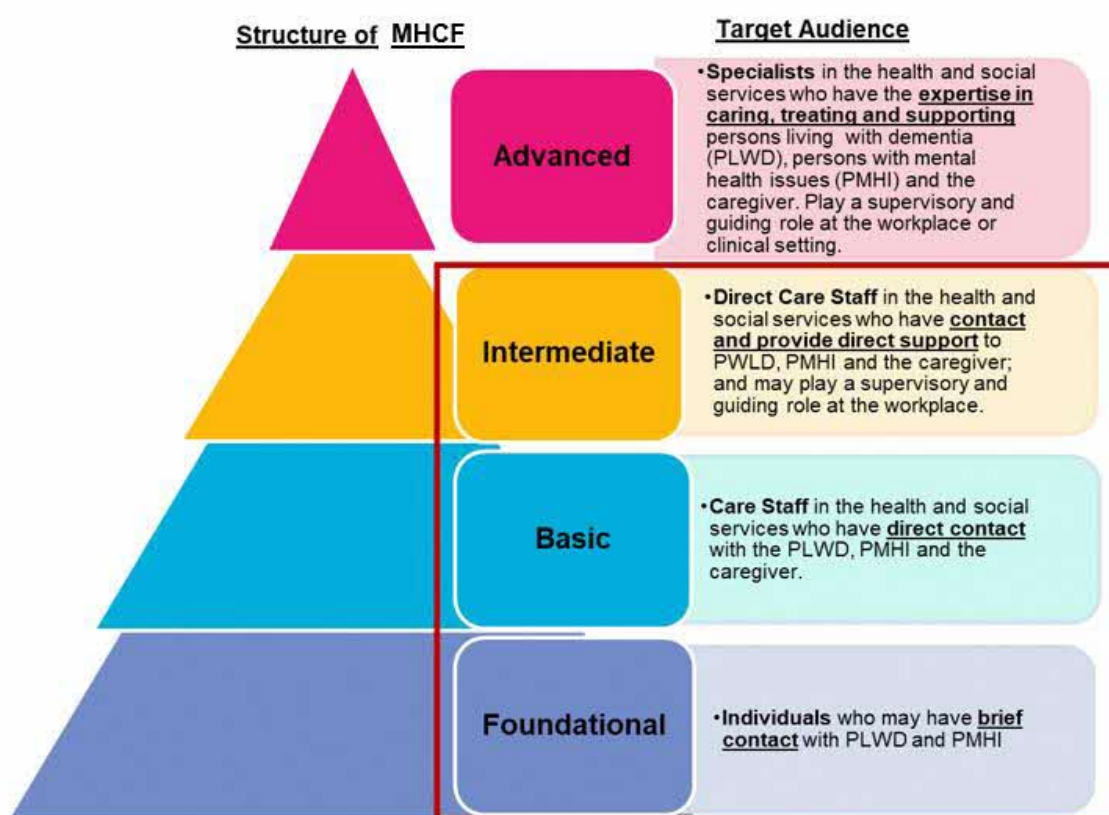 Structure of MHCF
Target Audience
Advanced
•Specialists in the health and social
services who have the expertise in
caring, treating and supporting
persons living with dementia
(PLWD), persons with mental
health issues (PMHI) and the
caregiver. Play a supervisory and
guiding role at the workplace or
clinical setting.
Intermediate
•Direct Care Staff in the health and
social services who have contact
and provide direct support to
PWLD, PMHI and the caregiver;
and may play a supervisory and
guiding role at the workplace.
Basic
•Care Staff in the health and social
services who have direct contact
with the PLWD, PMHI and the
caregiver.
Foundational
•Individuals who may have brief
contact with PLWD and PMHI